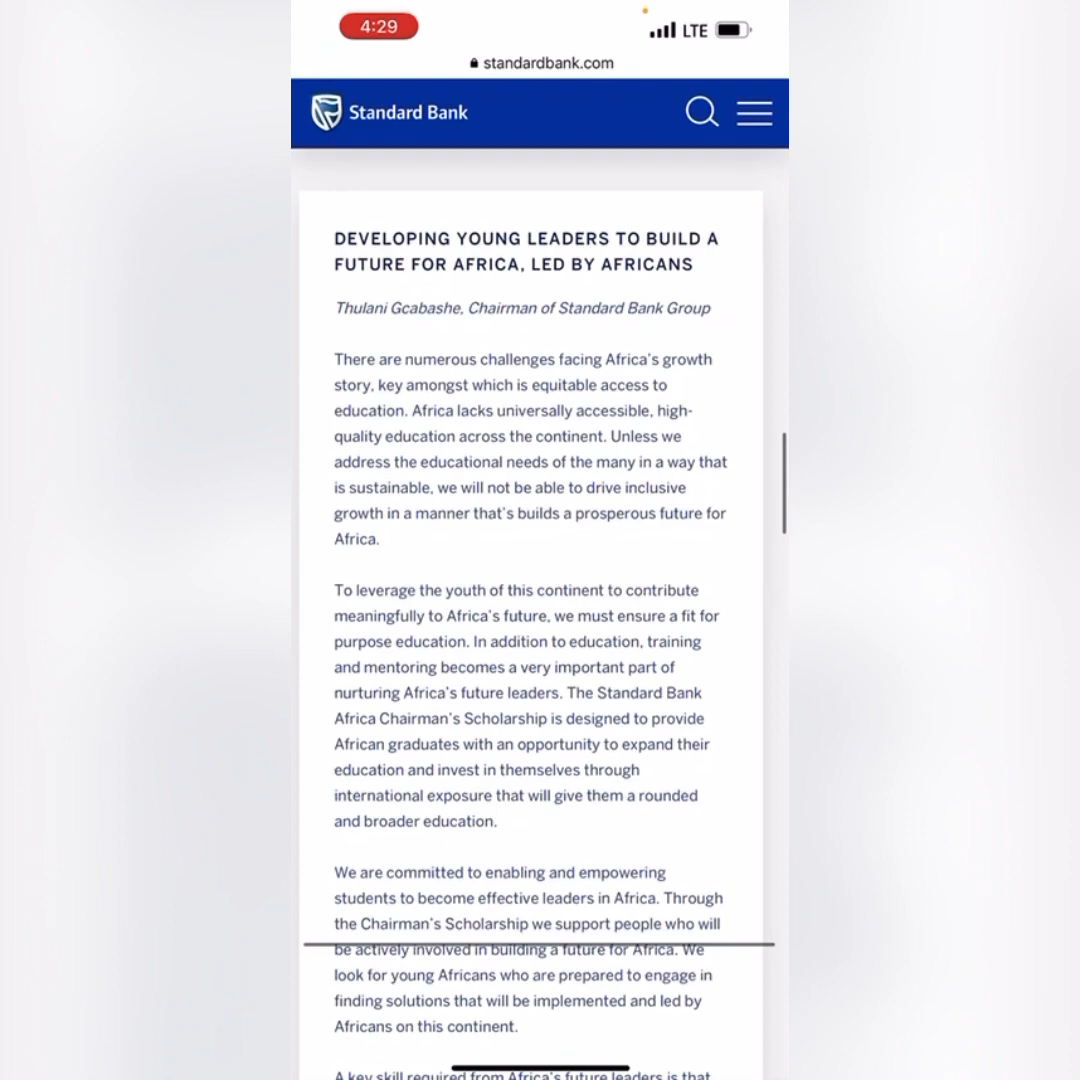 4:29
LTE
standardbank.com
Standard Bank
DEVELOPING YOUNG LEADERS TO BUILD A
FUTURE FOR AFRICA, LED BY AFRICANS
Thulani Gcabashe, Chairman of Standard Bank Group
There are numerous challenges facing Africa's growth
story, key amongst which is equitable access to
education. Africa lacks universally accessible, high-
quality education across the continent. Unless we
address the educational needs of the many in a way that
is sustainable, we will not be able to drive inclusive
growth in a manner that's builds a prosperous future for
Africa.
To leverage the youth of this continent to contribute
meaningfully to Africa's future, we must ensure a fit for
purpose education. In addition to education, training
and mentoring becomes a very important part of
nurturing Africa's future leaders. The Standard Bank
Africa Chairman's Scholarship is designed to provide
African graduates with an opportunity to expand their
education and invest in themselves through
international exposure that will give them a rounded
and broader education.
We are committed to enabling and empowering
students to become effective leaders in Africa. Through
the Chairman's Scholarship we support people who will
be actively involved in building a future for Africa. We
look for young Africans who are prepared to engage in
finding solutions that will be implemented and led by
Africans on this continent.
A key skill required from Africa's future leaders is that